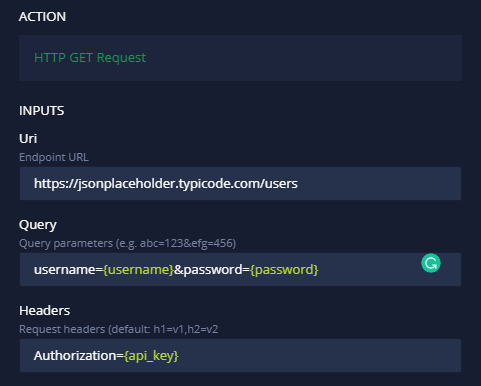 ACTION
HTTP GET Request
INPUTS
Uri
Endpoint URL
https://jsonplaceholder.typicode.com/users
Query
Query parameters (e.g. abc=123&efg=456)
username={username}&password={password}
Headers
Request headers (default: h1=v1,h2=v2
Authorization={api_key}